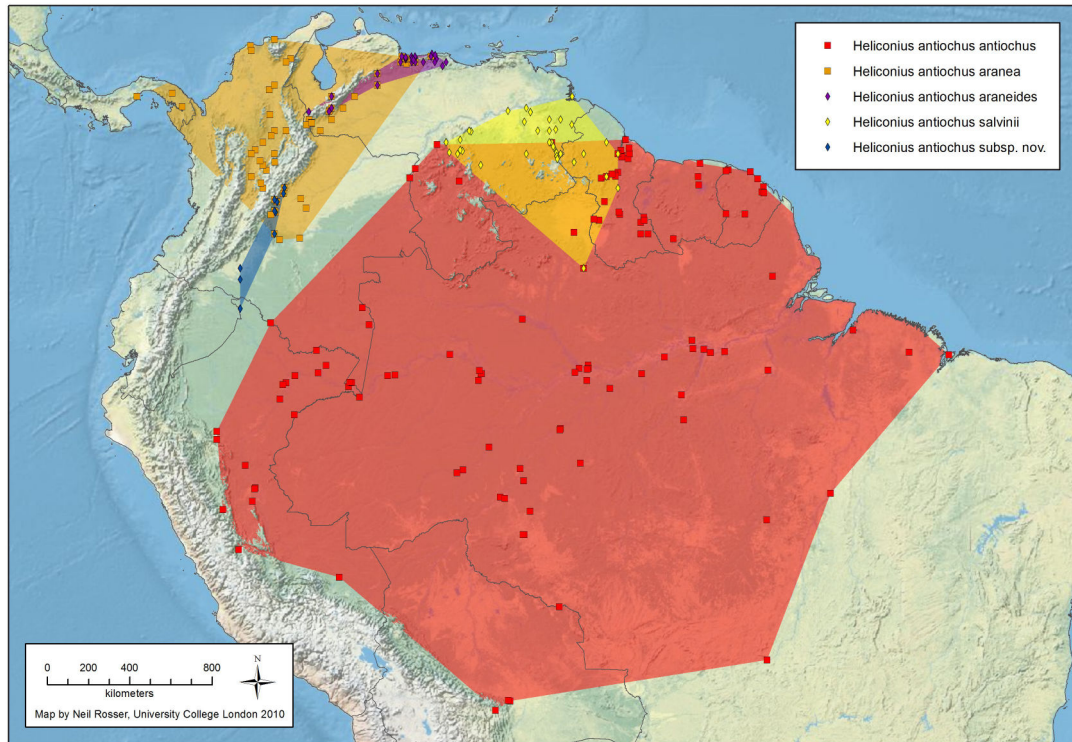 Heliconius antiochus antiochus
Heliconius antiochus aranea
Heliconius antiochus araneides
Heliconius antiochus salvinii
Heliconius antiochus subsp. nov.
N
0 200 400 800
kilometers
Map by Neil Rosser, University College London 2010